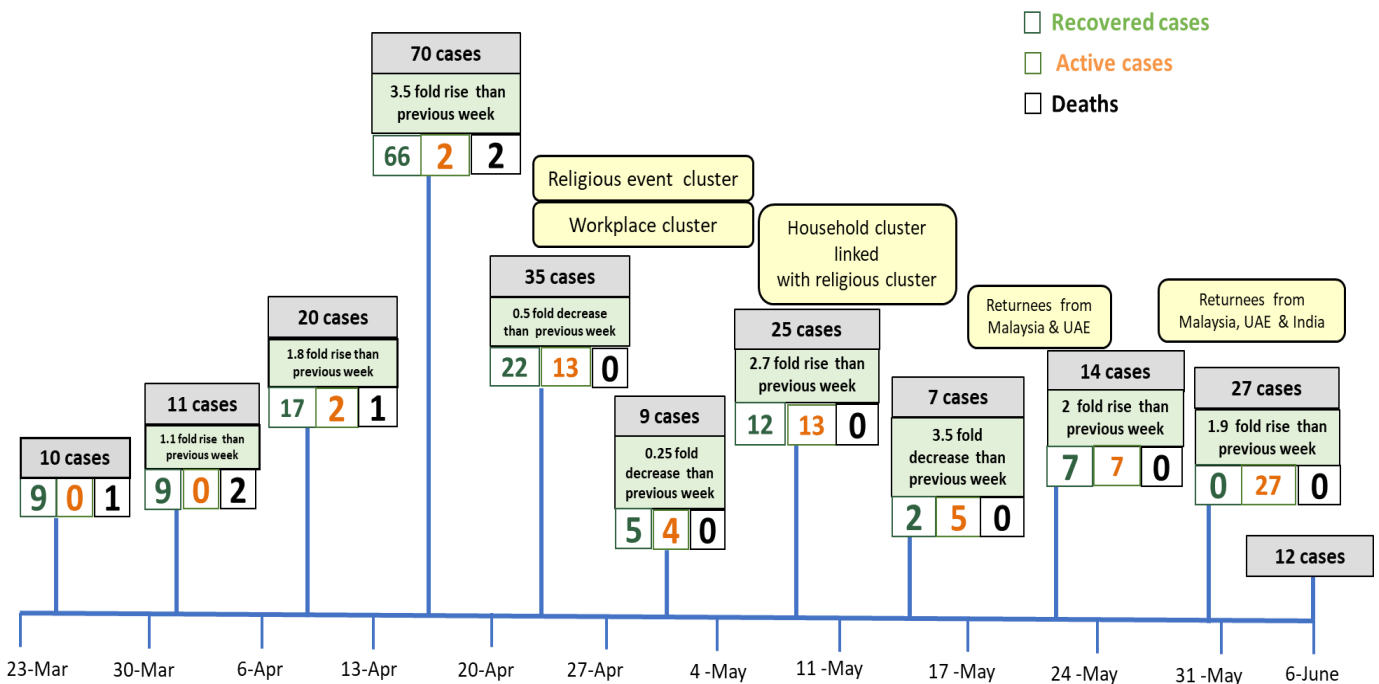 Recovered cases
Active cases
Deaths
10 cases
9 0 1
11 cases
1.1 fold rise than
previous week
9 0 2
20 cases
1.8 fold rise than
previous week
17 2 1
70 cases
3.5 fold rise than
previous week
66 2 2
Religious event cluster
Workplace cluster
35 cases
0.5 fold decrease
than previous week
22 13 0
9 cases
0.25 fold
decrease than
previous week
5 4 0
Household cluster
linked
with religious cluster
25 cases
2.7 fold rise than
previous week
12 13 0
7 cases
3.5 fold
decrease than
previous week
2 5 0
Returnees from
Malaysia & UAE
14 cases
2 fold rise than
previous week
7 7 0
Returnees from
Malaysia, UAE & India
27 cases
1.9 fold rise than
previous week
0 27 0
12 cases
23-Mar 30-Mar 6-Apr 13-Apr 20-Apr 27-Apr 4-May 11 -May 17 -May 24 -May 31 -May 6-June